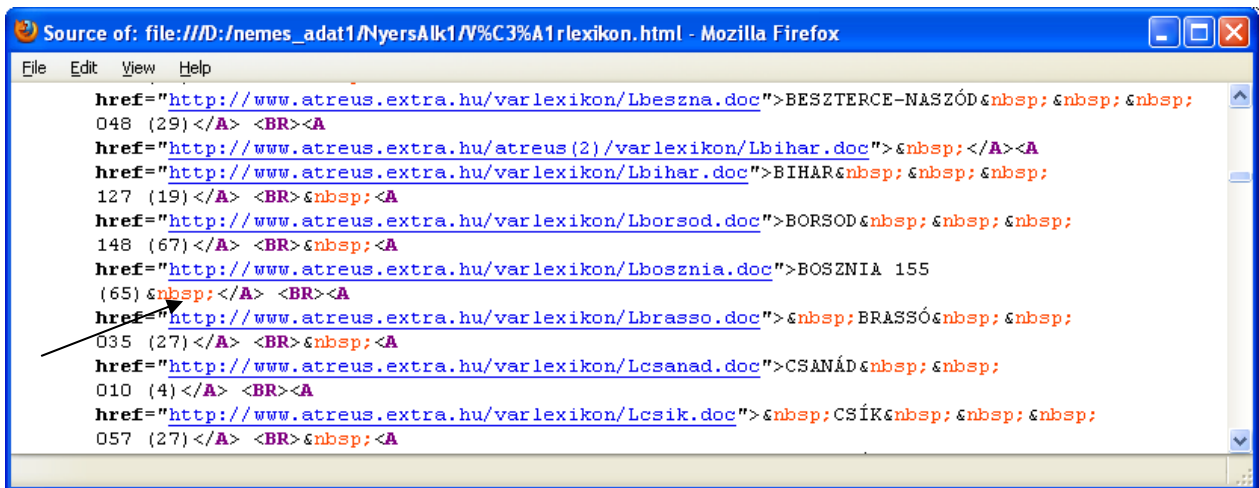 Source of: file:///D:/nemes_adat1/NyersAlk1/V%C3%A1rlexikon.html - Mozilla Firefox
File Edit View Help
href="http://www.atreus.extra.hu/varlexikon/Lbeszna.doc">BESZTERCE-NASZÓD&nbsp;&nbsp;&nbsp;
048 (29)</A> <BR><A
href="http://www.atreus.extra.hu/atreus(2)/varlexikon/Lbihar.doc">&nbsp;</A><A
href="http://www.atreus.extra.hu/varlexikon/Lbihar.doc">BIHAR&nbsp;&nbsp;&nbsp;
127 (19)</A> <BR>&nbsp;<A
href="http://www.atreus.extra.hu/varlexikon/Lborsod.doc">BORSOD&nbsp;&nbsp;&nbsp;
148 (67)</A> <BR>&nbsp;<A
href="http://www.atreus.extra.hu/varlexikon/Lbosznia.doc">BOSZNIA 155
(65)&nbsp;</A> <BR><A
href="http://www.atreus.extra.hu/varlexikon/Lbrasso.doc">&nbsp;BRASSÓ&nbsp;&nbsp;
035 (27)</A> <BR>&nbsp;<A
href="http://www.atreus.extra.hu/varlexikon/Lcsanad.doc">CSANÁD&nbsp;&nbsp;
010 (4)</A> <BR><A
href="http://www.atreus.extra.hu/varlexikon/Lcsik.doc">&nbsp;CSÍK&nbsp;&nbsp;&nbsp;
057 (27)</A> <BR>&nbsp;<A